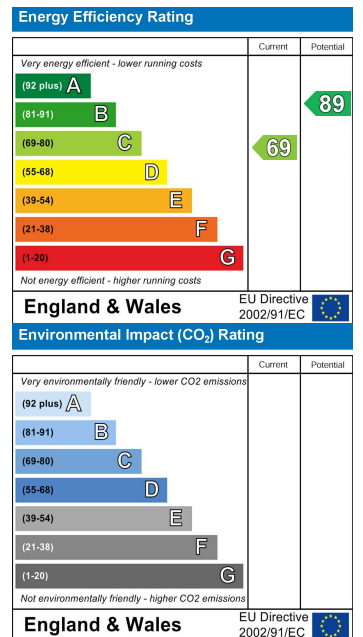 Energy Efficiency Rating
Current Potential
Very energy efficient - lower running costs
(92 plus) A
(81-91) B
89
(69-80) C
69
(55-68) D
(39-54) E
(21-38) F
(1-20) G
Not energy efficient - higher running costs
England & Wales
EU Directive
2002/91/EC
Environmental Impact (CO₂) Rating
Current Potential
Very environmentally friendly - lower CO2 emissions
(92 plus) A
(81-91) B
(69-80) C
(55-68) D
(39-54) E
(21-38) F
(1-20) G
Not environmentally friendly - higher CO2 emissions
England & Wales
EU Directive
2002/91/EC